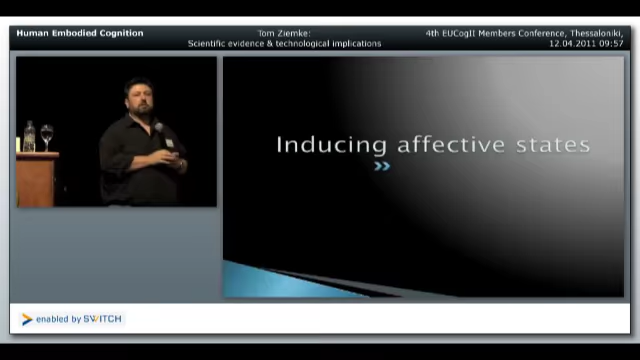 Human Embodied Cognition
Tom Ziemke:
Scientific evidence & technological implications
4th EUCogII Members Conference, Thessaloniki,
12.04.2011 09:57
Inducing affective states
enabled by SWITCH